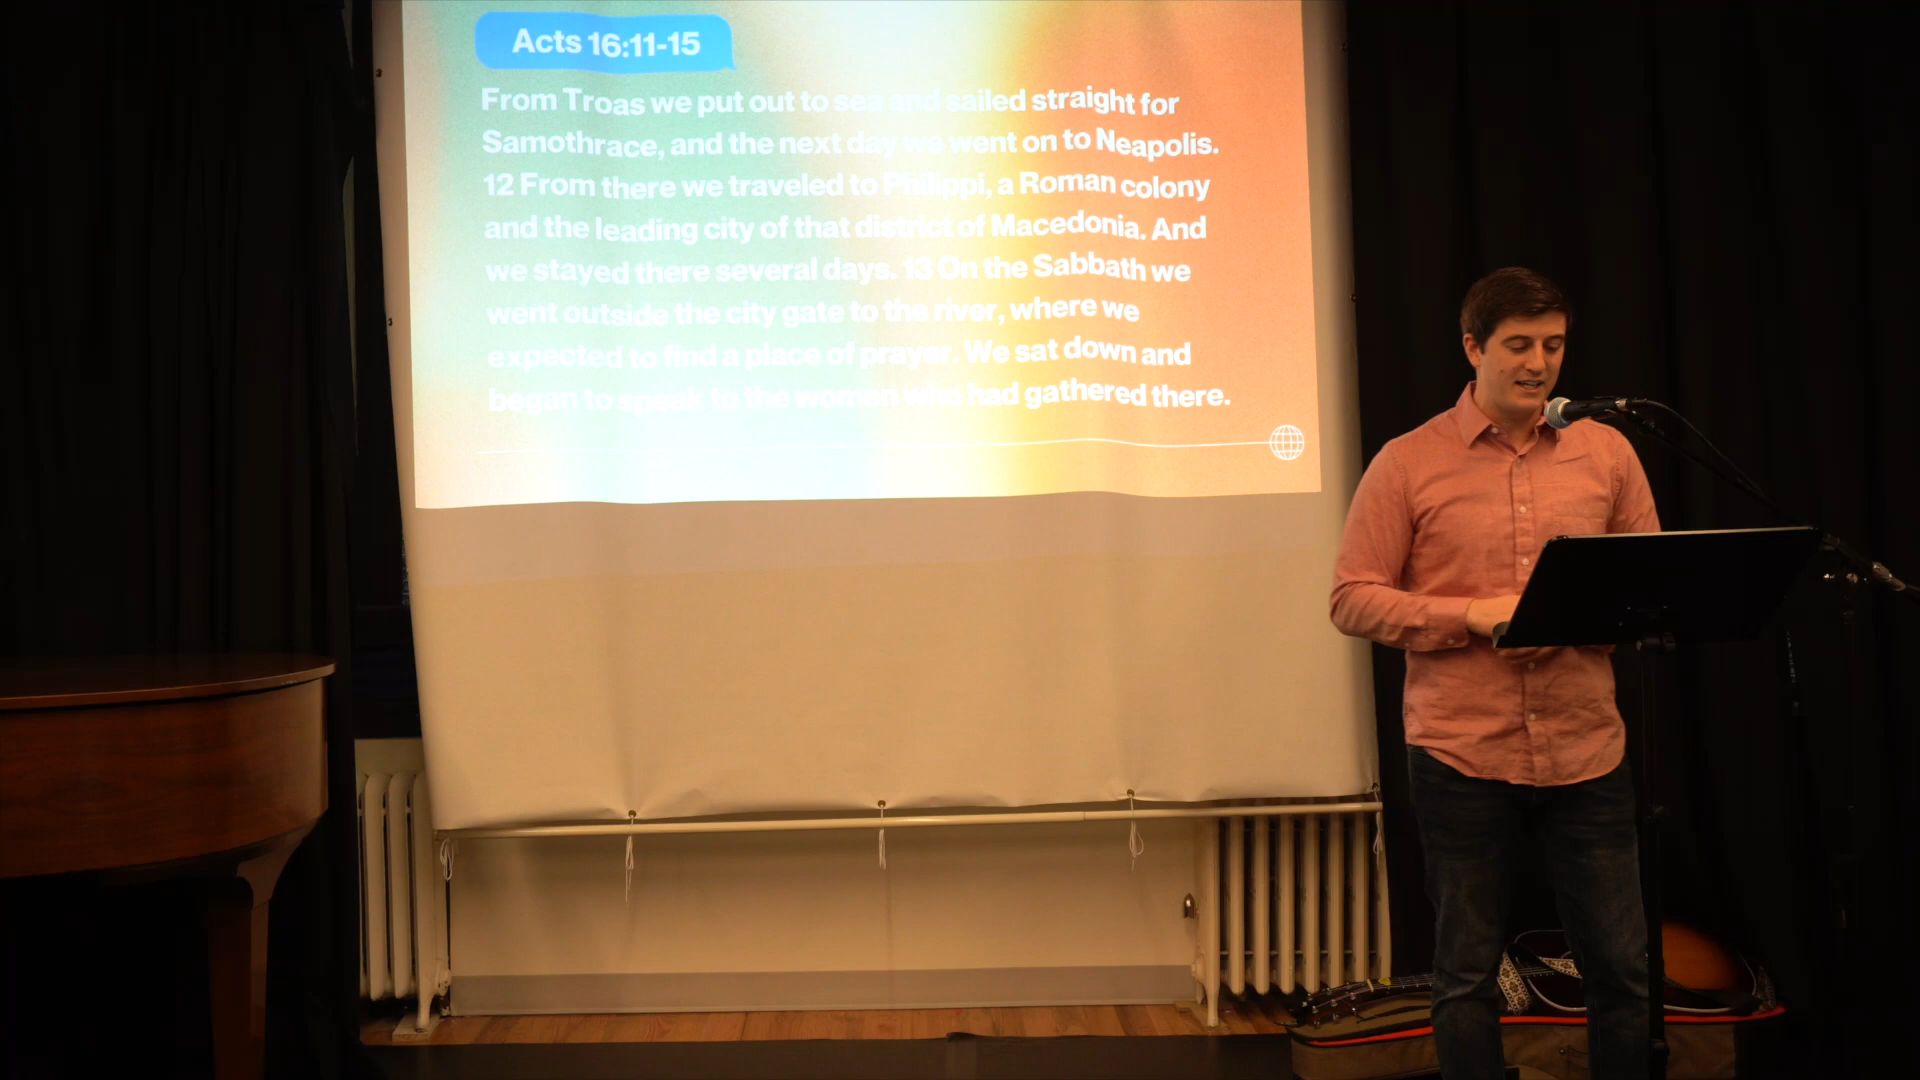 Acts 16:11-15
From Troas we put out to sea and sailed straight for
Samothrace, and the next day we went on to Neapolis.
12 From there we traveled to Philippi, a Roman colony
and the leading city of that district of Macedonia. And
we stayed there several days. 13 On the Sabbath we
went outside the city gate to the river, where we
expected to find a place of prayer. We sat down and
began to speak to the women who had gathered there.